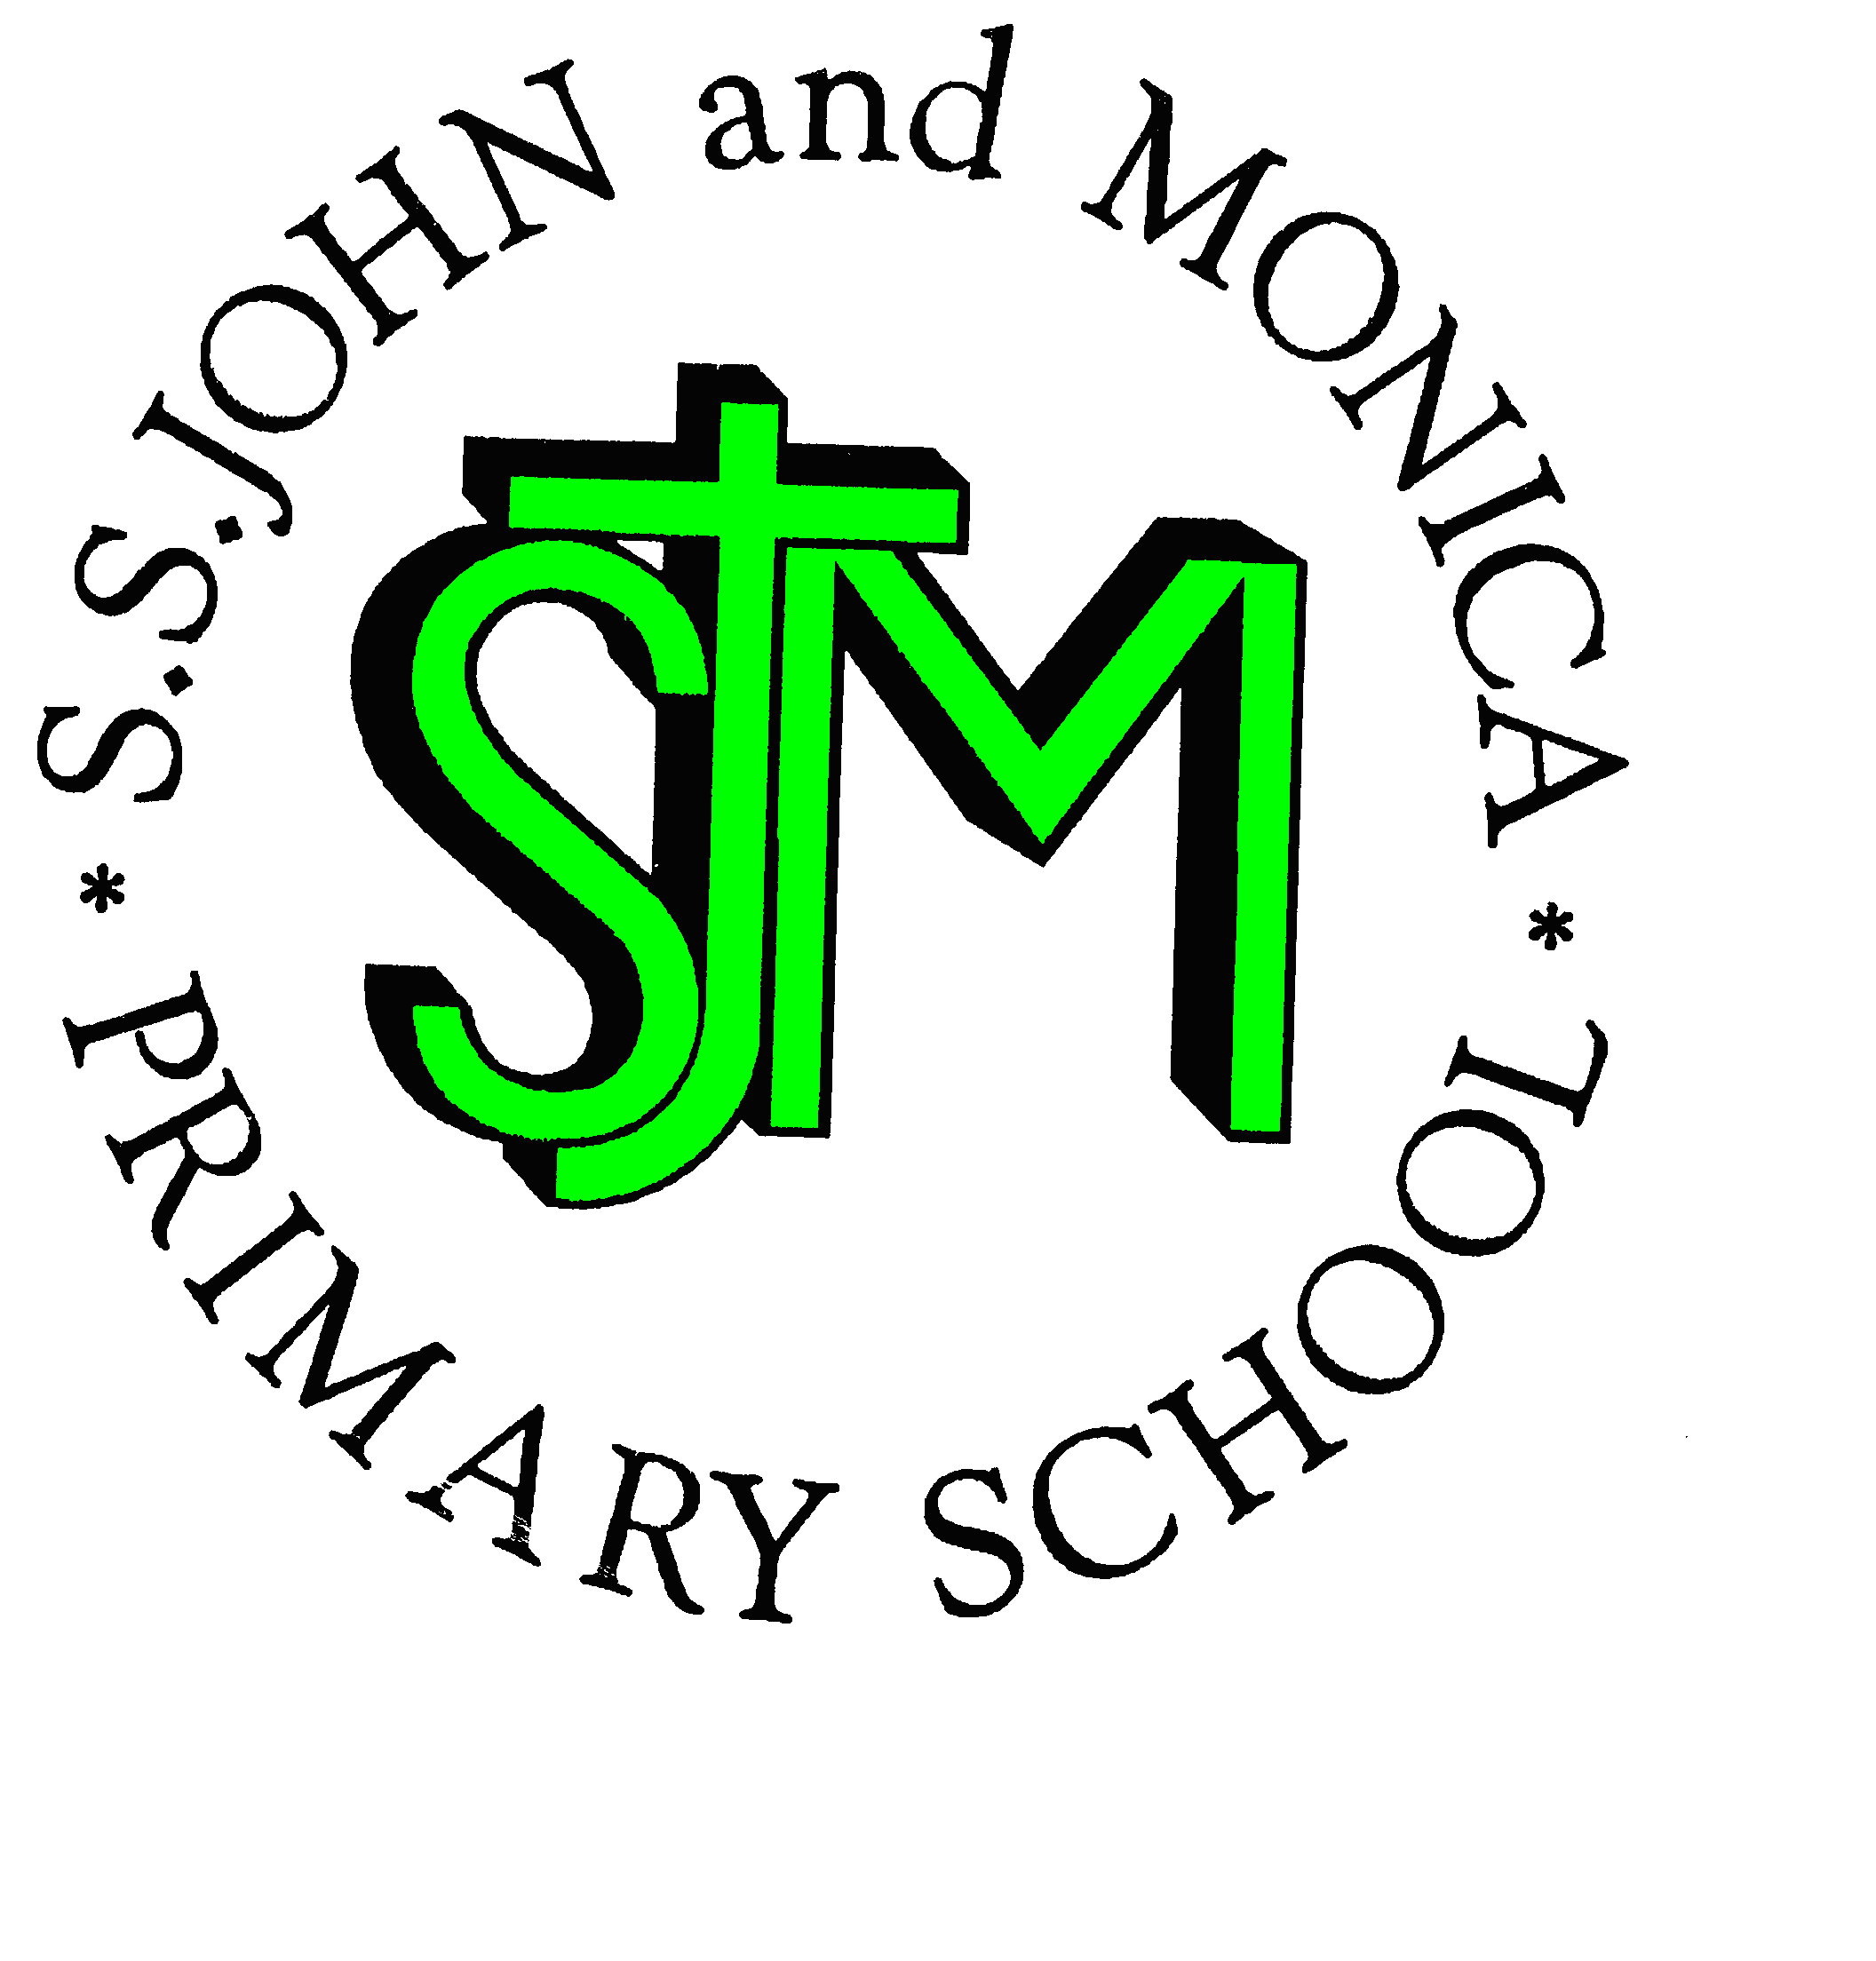 S.S. JOHN and MONICA
* PRIMARY SCHOOL *
SJM